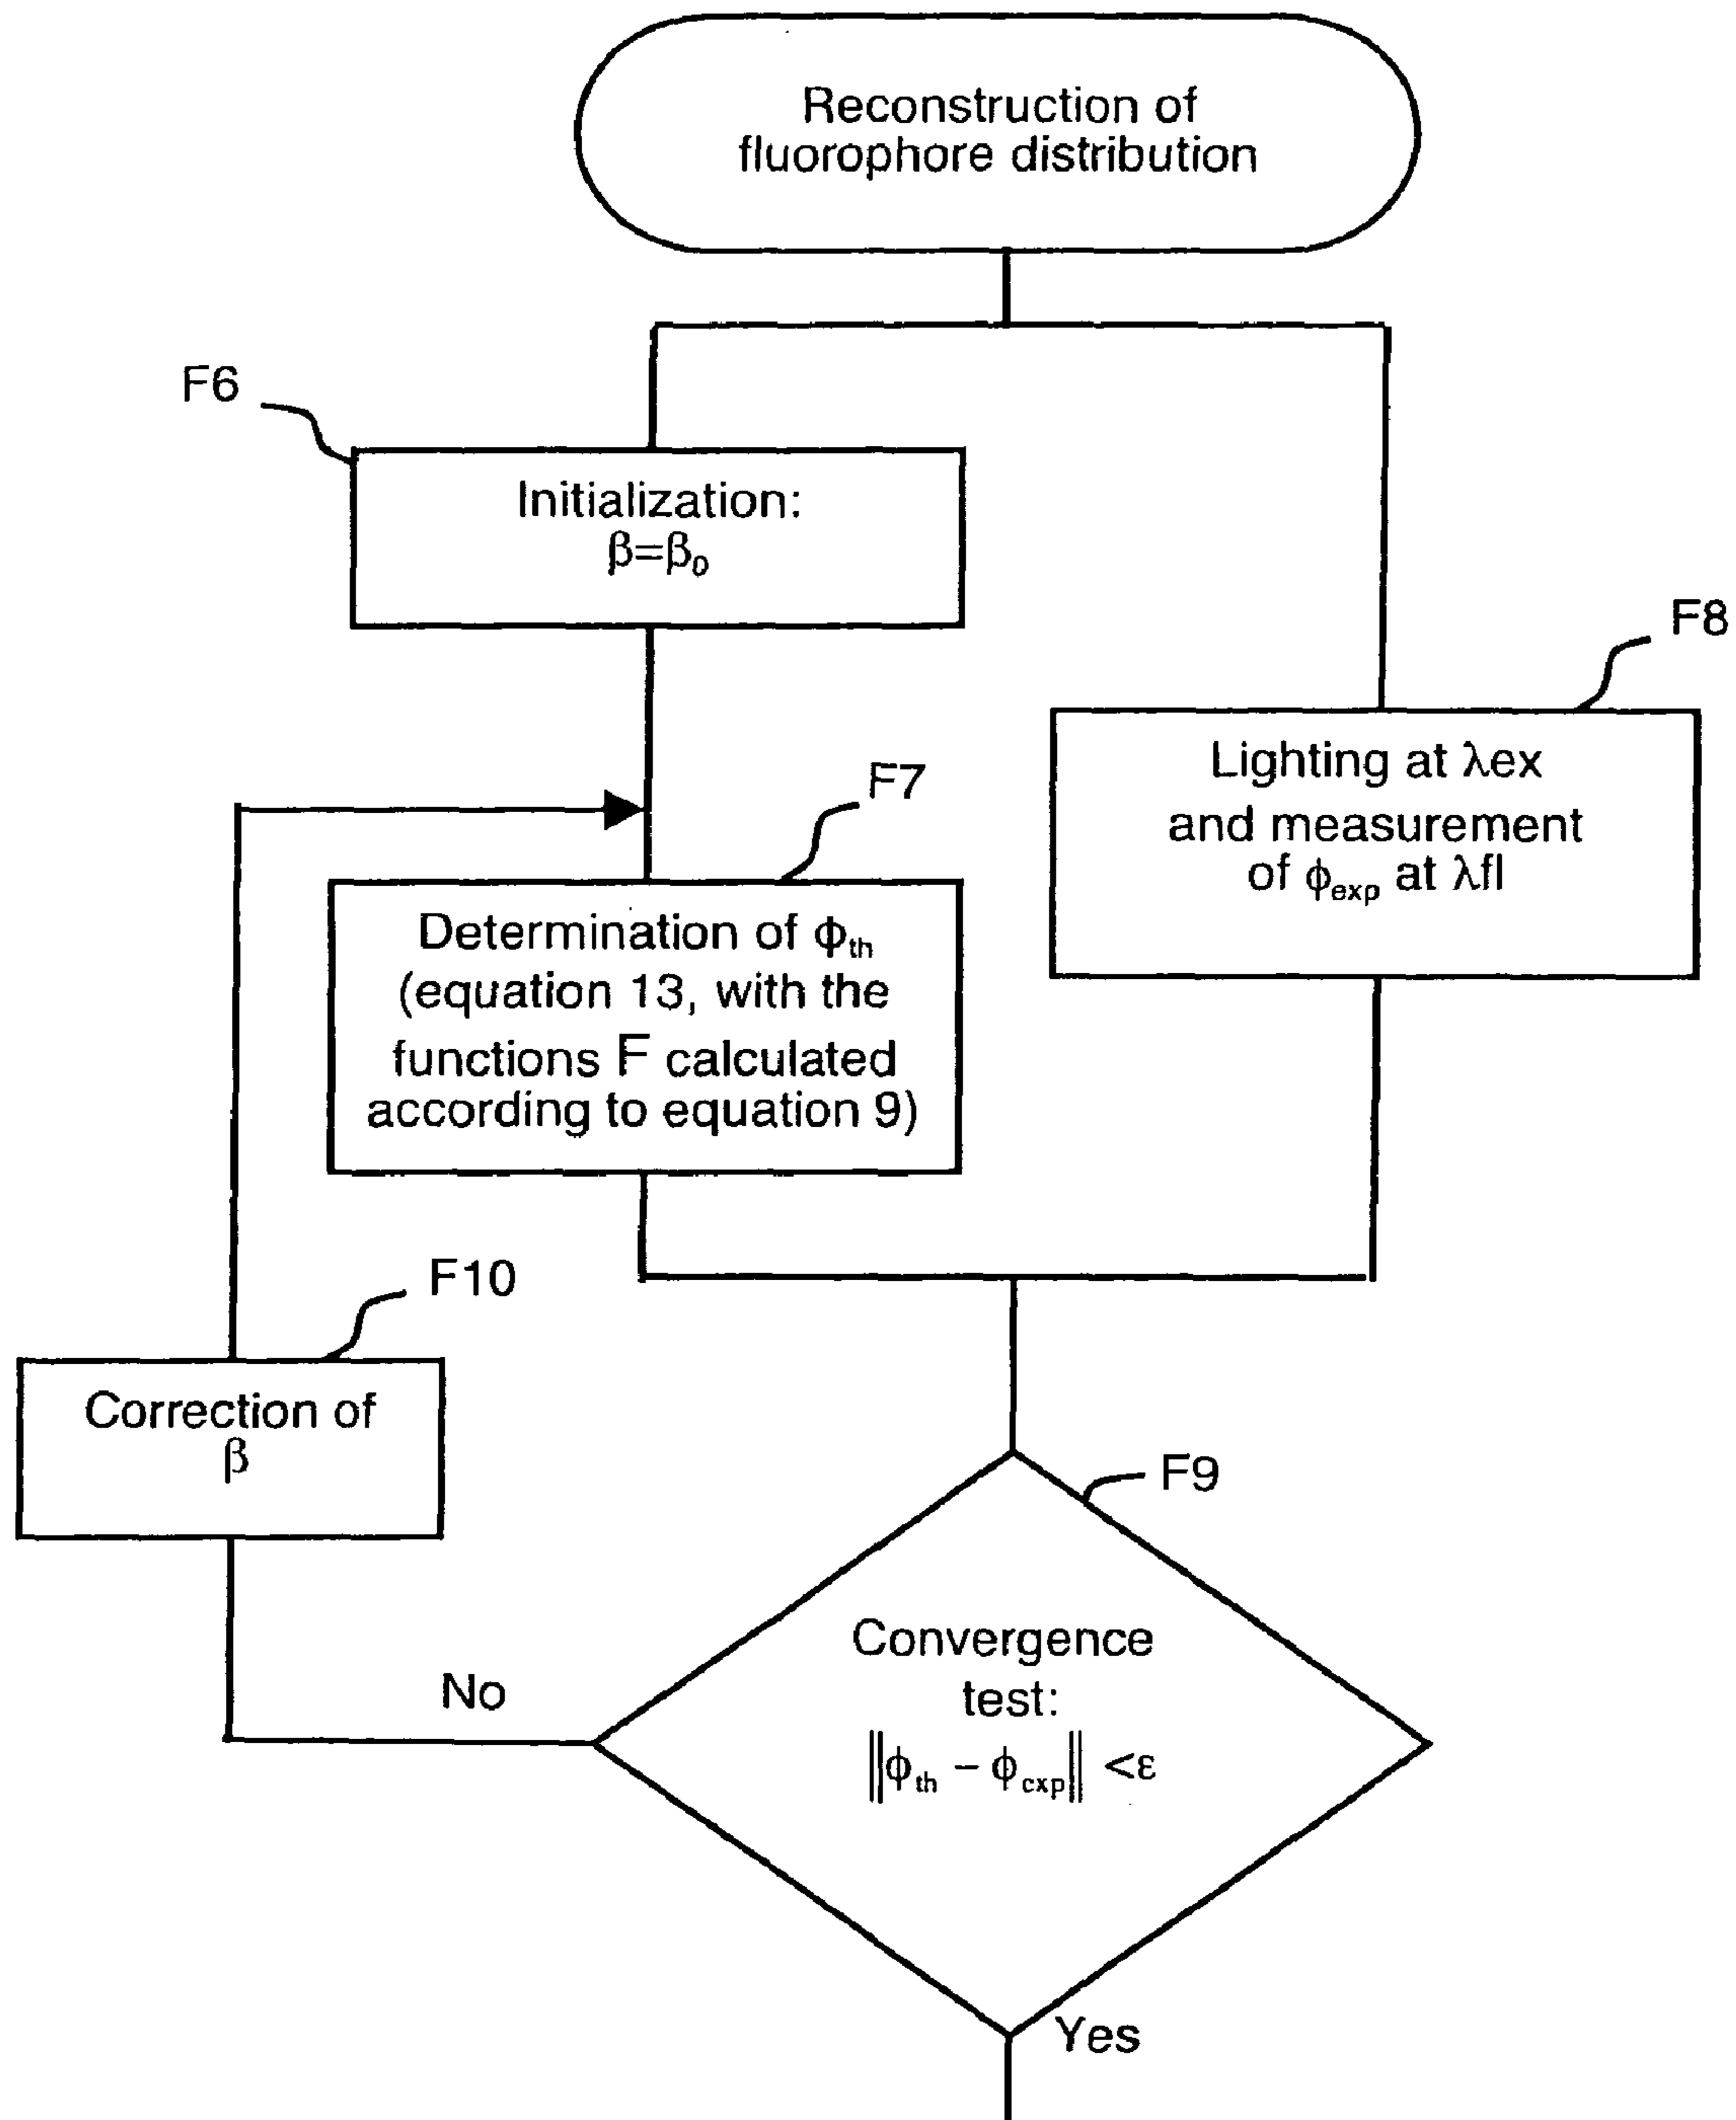 Reconstruction of
fluorophore distribution
F6
Initialization:
β=β₀
F8
Lighting at λex
and measurement
of ϕexp at λfl
F7
Determination of ϕth
(equation 13, with the
functions F calculated
according to equation 9)
F10
Correction of
β
F9
Convergence
test:
‖ϕth − ϕexp‖ <ε
No
Yes